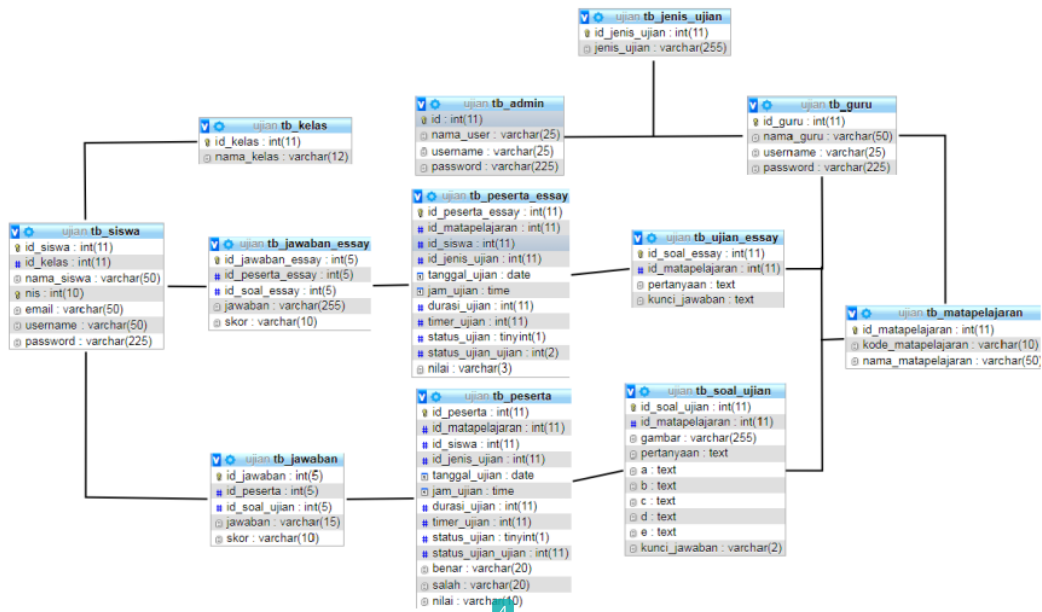 ujian tb_jenis_ujian
id_jenis_ujian : int(11)
jenis_ujian : varchar(255)
ujian tb_admin
id : int(11)
nama_user : varchar(25)
username : varchar(25)
password : varchar(225)
ujian tb_guru
id_guru : int(11)
nama_guru : varchar(50)
username : varchar(25)
password : varchar(225)
ujian tb_kelas
id_kelas : int(11)
nama_kelas : varchar(12)
ujian tb_siswa
id_siswa : int(11)
id_kelas : int(11)
nama_siswa : varchar(50)
nis : int(10)
email : varchar(50)
username : varchar(50)
password : varchar(225)
ujian tb_jawaban_essay
id_jawaban_essay : int(5)
id_peserta_essay : int(5)
id_soal_essay : int(5)
jawaban : varchar(255)
skor : varchar(10)
ujian tb_peserta_essay
id_peserta_essay : int(11)
id_matapelajaran : int(11)
id_siswa : int(11)
id_jenis_ujian : int(11)
tanggal_ujian : date
jam_ujian : time
durasi_ujian : int(11)
timer_ujian : int(11)
status_ujian : tinyint(1)
status_ujian_ujian : int(2)
nilai : varchar(3)
ujian tb_ujian_essay
id_soal_essay : int(11)
id_matapelajaran : int(11)
pertanyaan : text
kunci_jawaban : text
ujian tb_matapelajaran
id_matapelajaran : int(11)
kode_matapelajaran : varchar(10)
nama_matapelajaran : varchar(50)
ujian tb_jawaban
id_jawaban : int(5)
id_peserta : int(5)
id_soal_ujian : int(5)
jawaban : varchar(15)
skor : varchar(10)
ujian tb_peserta
id_peserta : int(11)
id_matapelajaran : int(11)
id_siswa : int(11)
id_jenis_ujian : int(11)
tanggal_ujian : date
jam_ujian : time
durasi_ujian : int(11)
timer_ujian : int(11)
status_ujian : tinyint(1)
status_ujian_ujian : int(11)
benar : varchar(20)
salah : varchar(20)
nilai : varchar(10)
4
ujian tb_soal_ujian
id_soal_ujian : int(11)
id_matapelajaran : int(11)
gambar : varchar(255)
pertanyaan : text
a : text
b : text
c : text
d : text
e : text
kunci_jawaban : varchar(2)